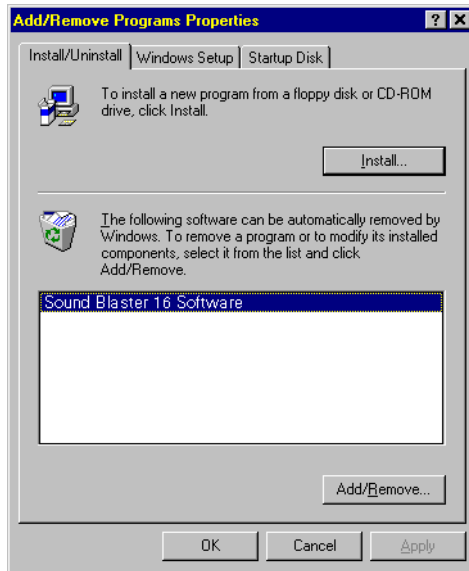 Add/Remove Programs Properties
Install/Uninstall
Windows Setup
Startup Disk
To install a new program from a floppy disk or CD-ROM
drive, click Install.
Install...
The following software can be automatically removed by
Windows. To remove a program or to modify its installed
components, select it from the list and click
Add/Remove.
Sound Blaster 16 Software
Add/Remove...
OK
Cancel
Apply